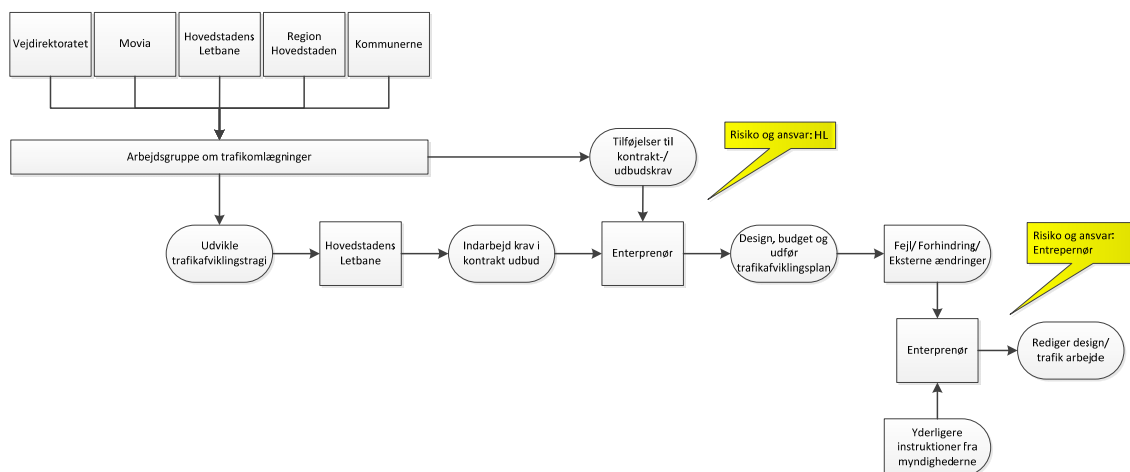 Vejdirektoratet
Movia
Hovedstadens
Letbane
Region
Hovedstaden
Kommunerne
Arbejdsgruppe om trafikomlægninger
Tilføjelser til
kontrakt-/
udbudskrav
Risiko og ansvar: HL
Udvikle
trafikafviklingstragi
Hovedstadens
Letbane
Indarbejd krav i
kontrakt udbud
Enterprenør
Design, budget og
udfør
trafikafviklingsplan
Fejl/ Forhindring/
Eksterne ændringer
Risiko og ansvar:
Entrepernør
Enterprenør
Rediger design/
trafik arbejde
Yderligere
instruktioner fra
myndighederne